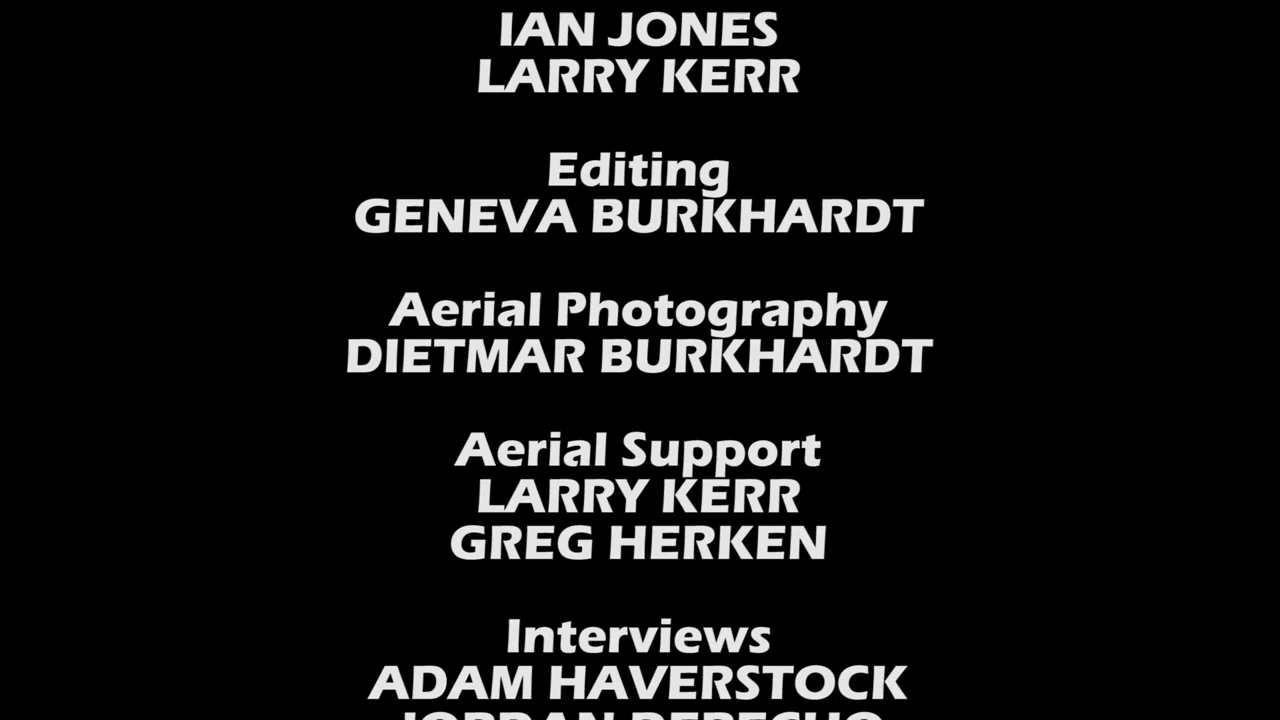 IAN JONES
LARRY KERR
Editing
GENEVA BURKHARDT
Aerial Photography
DIETMAR BURKHARDT
Aerial Support
LARRY KERR
GREG HERKEN
Interviews
ADAM HAVERSTOCK
JORDAN